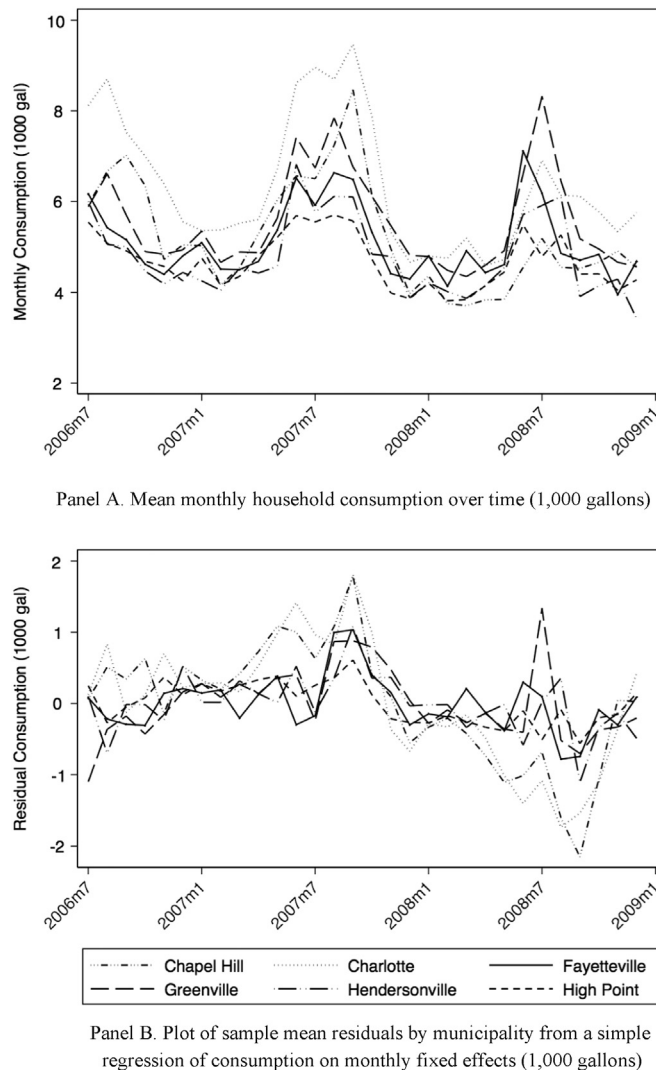 10
8
6
4
2
Monthly Consumption (1000 gal)
2006m7
2007m1
2007m7
2008m1
2008m7
2009m1
Panel A. Mean monthly household consumption over time (1,000 gallons)
2
1
0
-1
-2
Residual Consumption (1000 gal)
2006m7
2007m1
2007m7
2008m1
2008m7
2009m1
Chapel Hill Charlotte Fayetteville
Greenville Hendersonville High Point
Panel B. Plot of sample mean residuals by municipality from a simple
regression of consumption on monthly fixed effects (1,000 gallons)